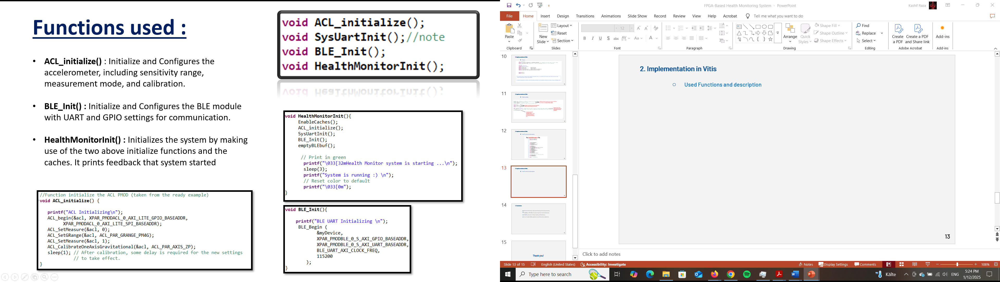 Functions used :
• ACL_initialize() : Initialize and Configures the
accelerometer, including sensitivity range,
measurement mode, and calibration.
• BLE_Init() : Initialize and Configures the BLE module
with UART and GPIO settings for communication.
• HealthMonitorInit() : Initializes the system by making
use of the two above initialize functions and the
caches. It prints feedback that system started
//Function initialize the ACL PMOD (taken from the ready example)
void ACL_initialize() {
printf("ACL Initializing\n");
ACL_begin(&acl, XPAR_PMODACL_0_AXI_LITE_GPIO_BASEADDR,
XPAR_PMODACL_0_AXI_LITE_SPI_BASEADDR);
ACL_SetMeasure(&acl, 0);
ACL_SetGRange(&acl, ACL_PAR_GRANGE_PM4G);
ACL_SetMeasure(&acl, 1);
ACL_CalibrateOneAxisGravitational(&acl, ACL_PAR_AXIS_ZP);
sleep(1); // After calibration, some delay is required for the new settings
// to take effect.
}
void ACL_initialize();
void SysUartInit();//note
void BLE_Init();
void HealthMonitorInit();
void HealthMonitorInit(){
EnableCaches();
ACL_initialize();
SysUartInit();
BLE_Init();
emptyBLEbuf();
// Print in green
printf("\033[32mHealth Monitor system is starting ...\n");
sleep(3);
printf("System is running :) \n");
// Reset color to default
printf("\033[0m");
}
void BLE_Init(){
printf("BLE UART Initializing \n");
BLE_Begin (
&myDevice,
XPAR_PMODBLE_0_S_AXI_GPIO_BASEADDR,
XPAR_PMODBLE_0_S_AXI_UART_BASEADDR,
BLE_UART_AXI_CLOCK_FREQ,
115200
);
}
FPGA-Based Health Monitoring System - PowerPoint
Kashif Raza
File Home Insert Design Transitions Animations Slide Show Record Review View Help Acrobat Tell me what you want to do
Paste
Clipboard
New
Slide
Layout
Reset
Section
Slides
12
Font
Paragraph
Arrange
Quick
Styles
Shape Fill
Shape Outline
Shape Effects
Drawing
Find
Replace
Select
Editing
Create
a PDF
Create a PDF
and Share link
Adobe Acrobat
Add-ins
Add-ins
10
11
12
13
14
15
Thank you!
2. Implementation in Vitis
Used Functions and description
13
Click to add notes
Slide 13 of 15 English (United States) Accessibility: Investigate Notes Display Settings Comments 108%
Type here to search
Kälte
ENG
5:24 PM
1/12/2025